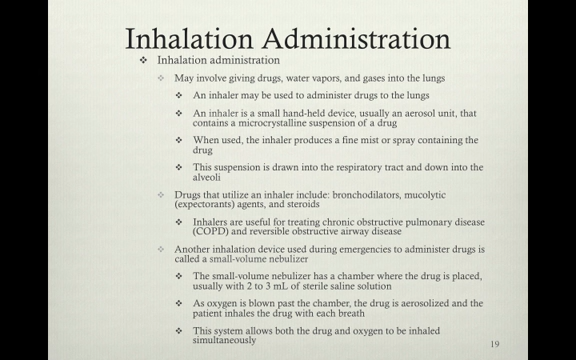 Inhalation Administration
Inhalation administration
May involve giving drugs, water vapors, and gases into the lungs
An inhaler may be used to administer drugs to the lungs
An inhaler is a small hand-held device, usually an aerosol unit, that
contains a microcrystalline suspension of a drug
When used, the inhaler produces a fine mist or spray containing the
drug
This suspension is drawn into the respiratory tract and down into the
alveoli
Drugs that utilize an inhaler include: bronchodilators, mucolytic
(expectorants) agents, and steroids
Inhalers are useful for treating chronic obstructive pulmonary disease
(COPD) and reversible obstructive airway disease
Another inhalation device used during emergencies to administer drugs is
called a small-volume nebulizer
The small-volume nebulizer has a chamber where the drug is placed,
usually with 2 to 3 mL of sterile saline solution
As oxygen is blown past the chamber, the drug is aerosolized and the
patient inhales the drug with each breath
This system allows both the drug and oxygen to be inhaled
simultaneously
19